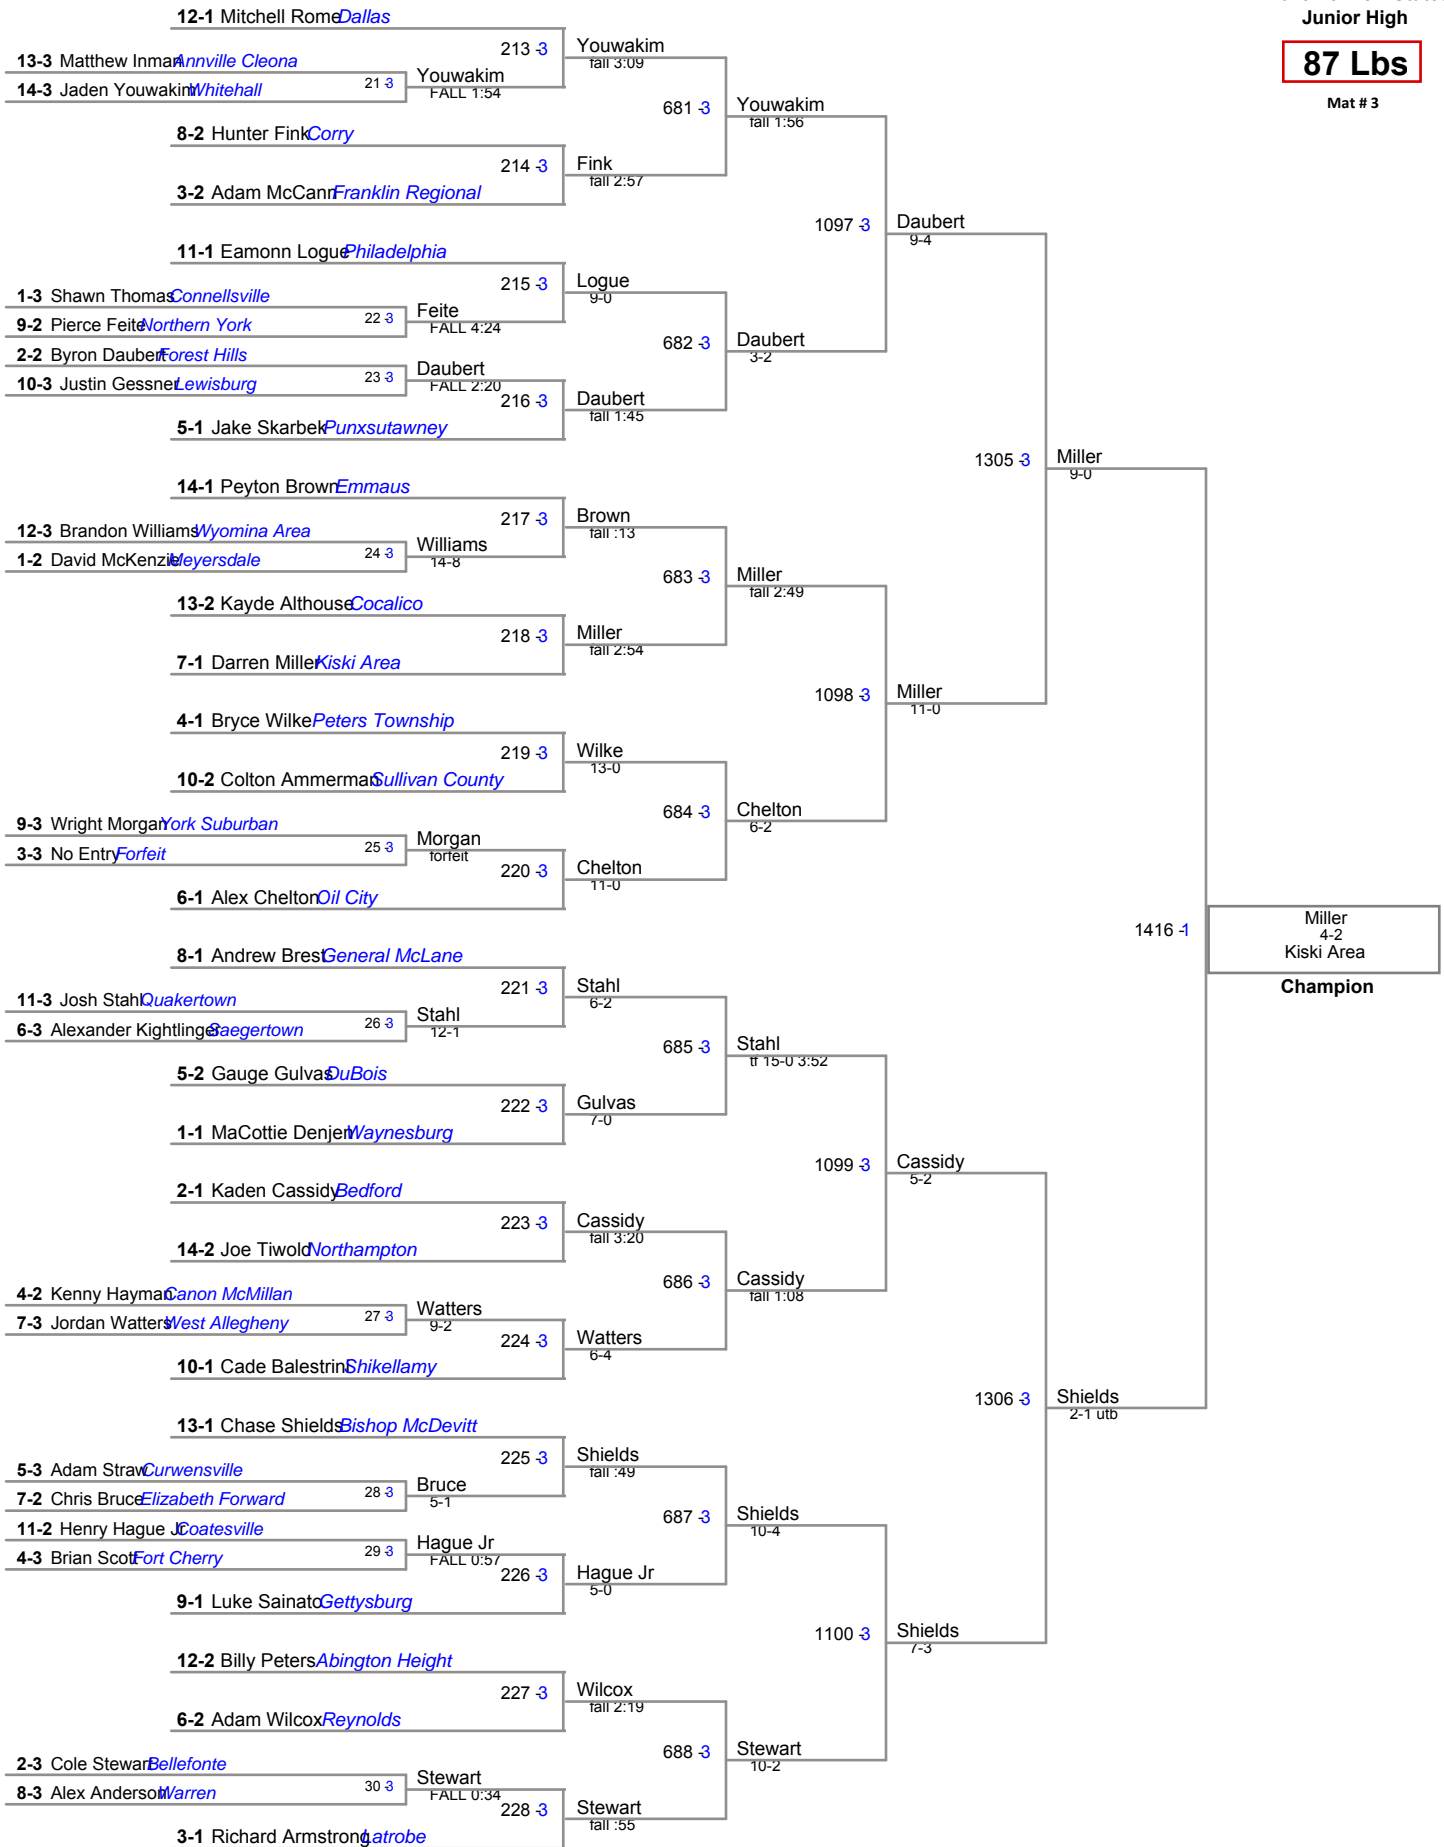 Junior High
87 Lbs
Mat # 3
12-1 Mitchell Rome Dallas
213 -3 Youwakim
fall 3:09
13-3 Matthew Inman Annville Cleona
21 -3 Youwakim
FALL 1:54
14-3 Jaden Youwakim Whitehall
681 -3 Youwakim
fall 1:56
8-2 Hunter Fink Corry
214 -3 Fink
fall 2:57
3-2 Adam McCann Franklin Regional
1097 -3 Daubert
9-4
11-1 Eamonn Logue Philadelphia
215 -3 Logue
9-0
1-3 Shawn Thomas Connellsville
22 -3 Feite
FALL 4:24
9-2 Pierce Feite Northern York
682 -3 Daubert
3-2
2-2 Byron Daubert Forest Hills
23 -3 Daubert
FALL 2:20
10-3 Justin Gessner Lewisburg
216 -3 Daubert
fall 1:45
5-1 Jake Skarbek Punxsutawney
1305 -3 Miller
9-0
14-1 Peyton Brown Emmaus
217 -3 Brown
fall :13
12-3 Brandon Williams Wyomina Area
24 -3 Williams
14-8
1-2 David McKenzie Meyersdale
683 -3 Miller
fall 2:49
13-2 Kayde Althouse Cocalico
218 -3 Miller
fall 2:54
7-1 Darren Miller Kiski Area
1098 -3 Miller
11-0
4-1 Bryce Wilke Peters Township
219 -3 Wilke
13-0
10-2 Colton Ammerman Sullivan County
684 -3 Chelton
6-2
9-3 Wright Morgan York Suburban
25 -3 Morgan
forfeit
3-3 No Entry Forfeit
220 -3 Chelton
11-0
6-1 Alex Chelton Oil City
1416 -1 Miller
4-2
Kiski Area
Champion
8-1 Andrew Brest General McLane
221 -3 Stahl
6-2
11-3 Josh Stahl Quakertown
26 -3 Stahl
12-1
6-3 Alexander Kightlinger Saegertown
685 -3 Stahl
tf 15-0 3:52
5-2 Gauge Gulvas DuBois
222 -3 Gulvas
7-0
1-1 MaCottie Denjen Waynesburg
1099 -3 Cassidy
5-2
2-1 Kaden Cassidy Bedford
223 -3 Cassidy
fall 3:20
14-2 Joe Tiwold Northampton
686 -3 Cassidy
fall 1:08
4-2 Kenny Hayman Canon McMillan
27 -3 Watters
9-2
7-3 Jordan Watters West Allegheny
224 -3 Watters
6-4
10-1 Cade Balestrini Shikellamy
1306 -3 Shields
2-1 utb
13-1 Chase Shields Bishop McDevitt
225 -3 Shields
fall :49
5-3 Adam Straw Curwensville
28 -3 Bruce
5-1
7-2 Chris Bruce Elizabeth Forward
687 -3 Shields
10-4
11-2 Henry Hague Jr Coatesville
29 -3 Hague Jr
FALL 0:57
4-3 Brian Scott Fort Cherry
226 -3 Hague Jr
5-0
9-1 Luke Sainato Gettysburg
1100 -3 Shields
7-3
12-2 Billy Peters Abington Height
227 -3 Wilcox
fall 2:19
6-2 Adam Wilcox Reynolds
688 -3 Stewart
10-2
2-3 Cole Stewart Bellefonte
30 -3 Stewart
FALL 0:34
8-3 Alex Anderson Warren
228 -3 Stewart
fall :55
3-1 Richard Armstrong Latrobe